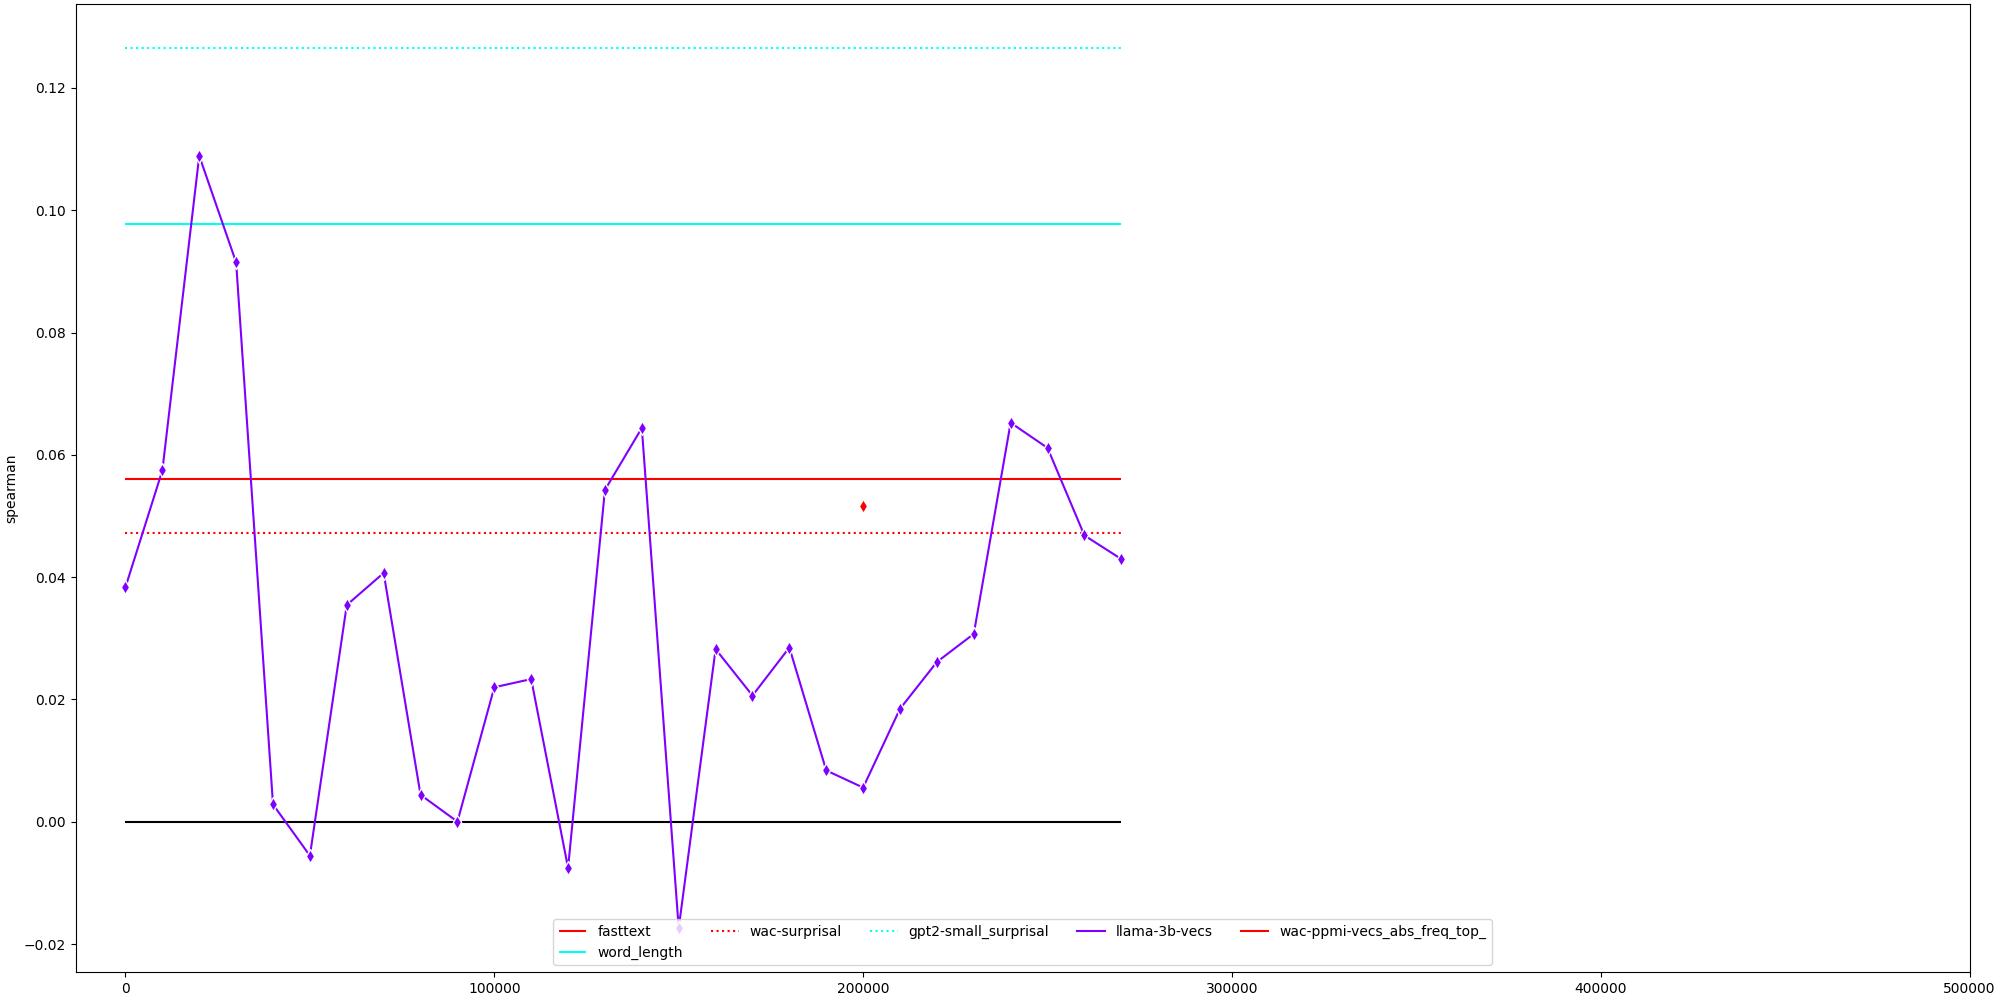 0.12
0.10
0.08
0.06
0.04
0.02
0.00
−0.02
spearman
0 100000 200000 300000 400000 500000
fasttext wac-surprisal gpt2-small_surprisal llama-3b-vecs wac-ppmi-vecs_abs_freq_top_
word_length